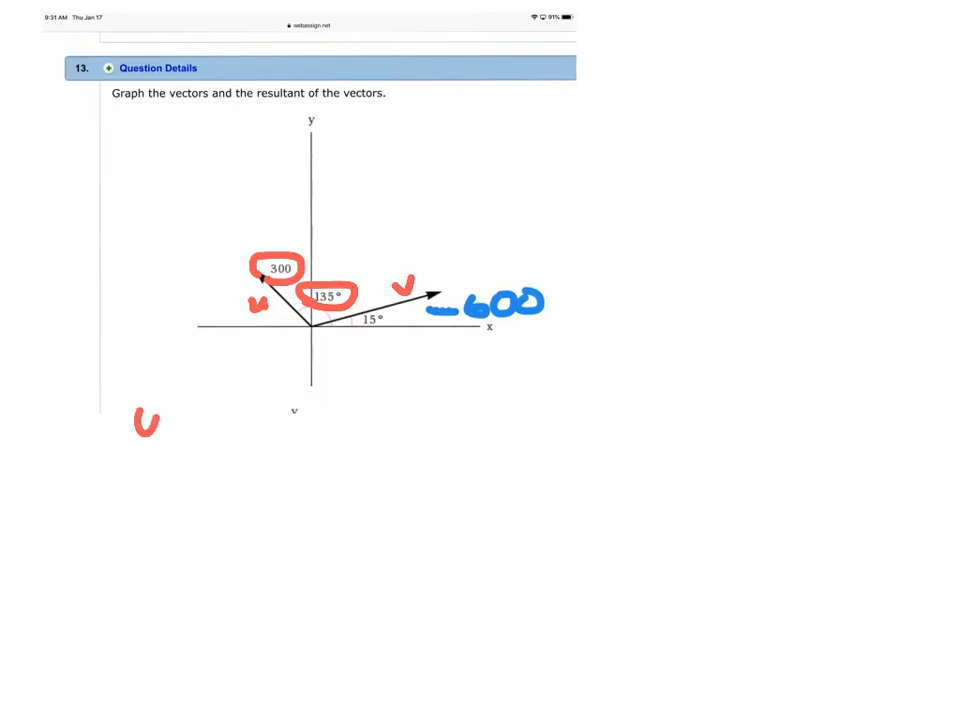 9:31 AM Thu Jan 17
91%
webassign.net
13. Question Details
Graph the vectors and the resultant of the vectors.
y
300
135°
v
u
600
15°
x
y
u